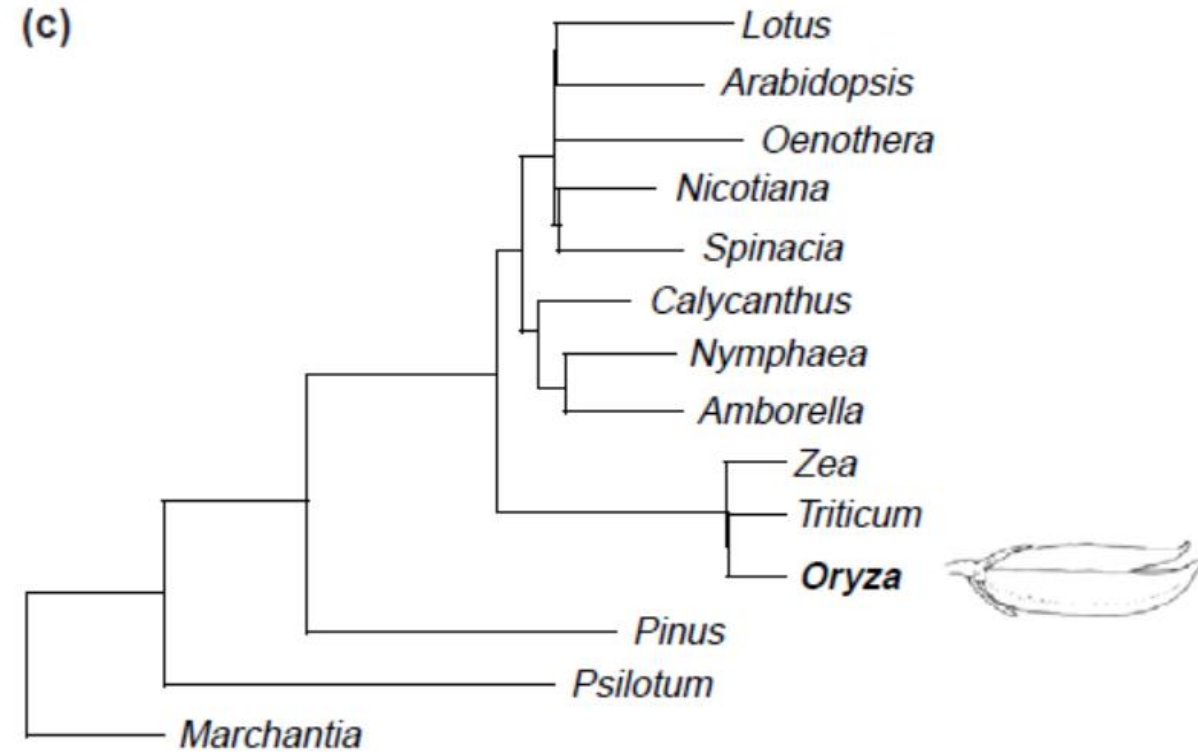 (c)
Lotus
Arabidopsis
Oenothera
Nicotiana
Spinacia
Calycanthus
Nymphaea
Amborella
Zea
Triticum
Oryza
Pinus
Psilotum
Marchantia